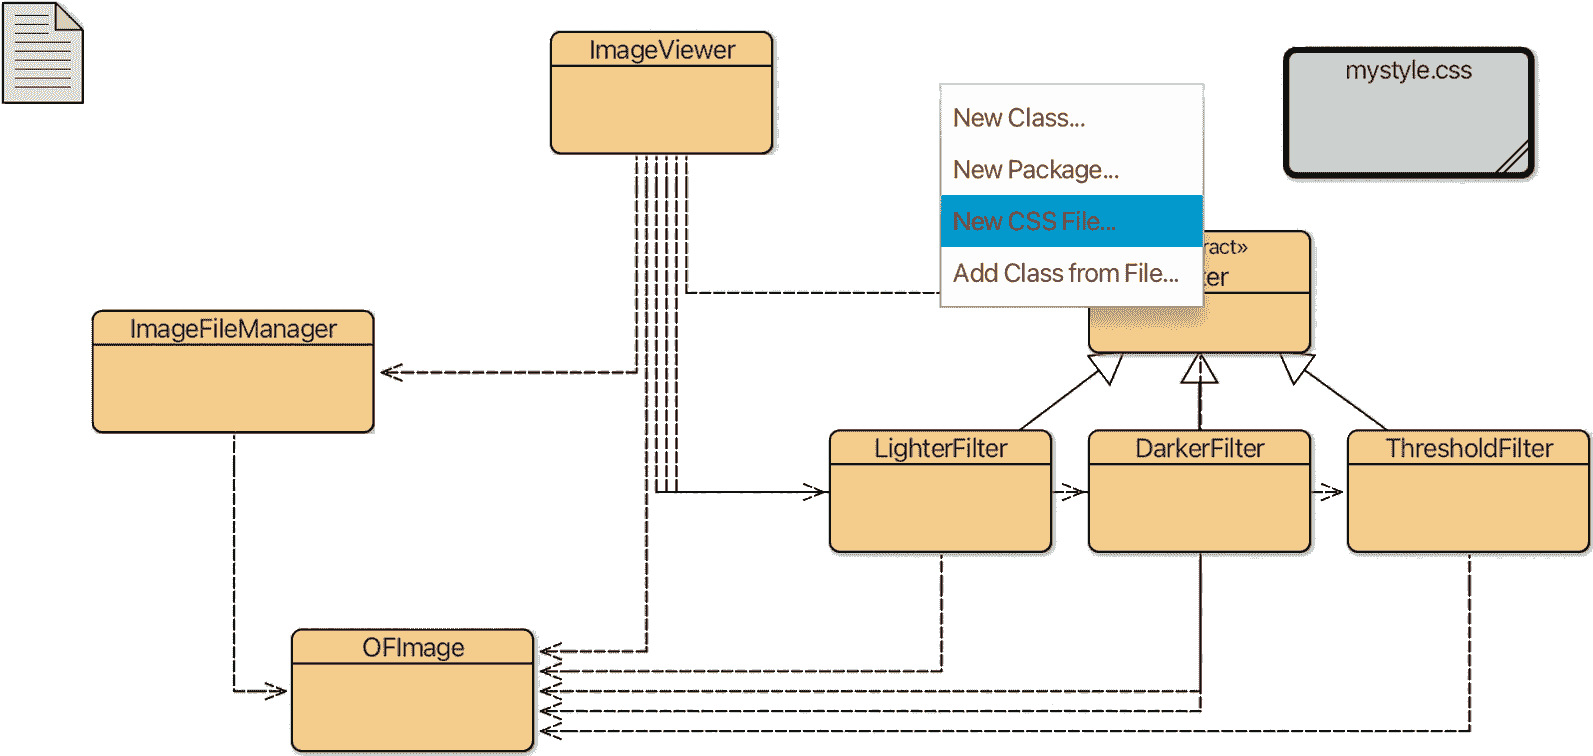 ImageViewer
mystyle.css
New Class...
New Package...
New CSS File...
ract»
Add Class from File...
er
ImageFileManager
LighterFilter
DarkerFilter
ThresholdFilter
OFImage